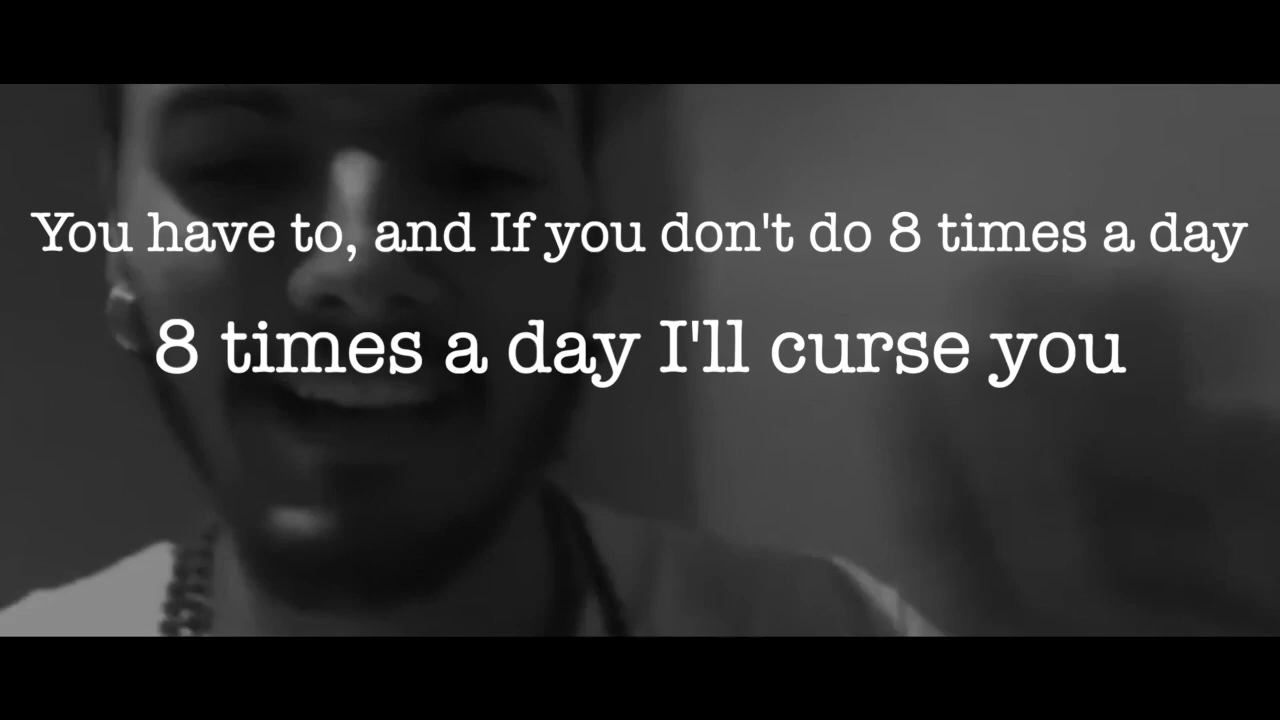 You have to, and If you don't do 8 times a day
8 times a day I'll curse you